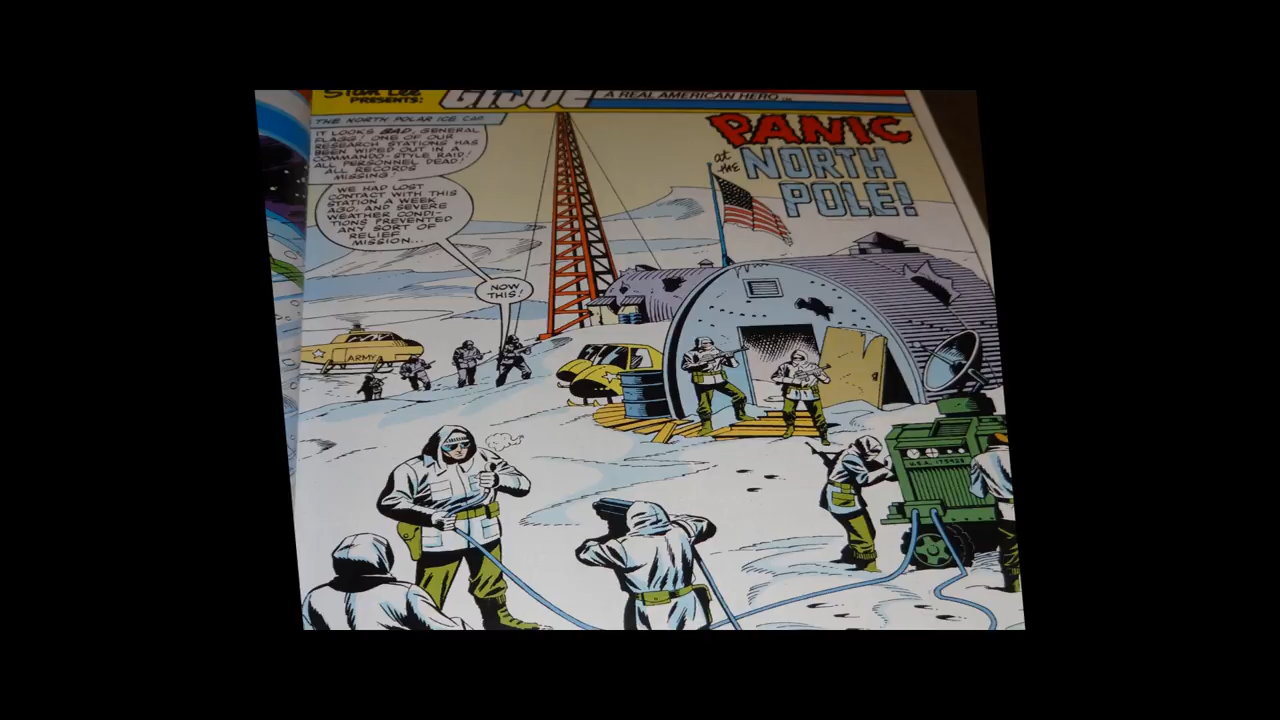 Stan Lee
PRESENTS:
G.I. JOE
A REAL AMERICAN HERO
THE NORTH POLAR ICE CAP
IT LOOKS BAD, GENERAL
FLAGG! ONE OF OUR
RESEARCH STATIONS HAS
BEEN WIPED OUT IN A
COMMANDO-STYLE RAID!
ALL PERSONNEL DEAD!
ALL RECORDS
MISSING!
WE HAD LOST
CONTACT WITH THIS
STATION A WEEK
AGO, AND SEVERE
WEATHER CONDI-
TIONS PREVENTED
ANY SORT OF
RELIEF
MISSION...
NOW
THIS!
PANIC
at
the
NORTH
POLE!
ARMY
U.S.A. 175928